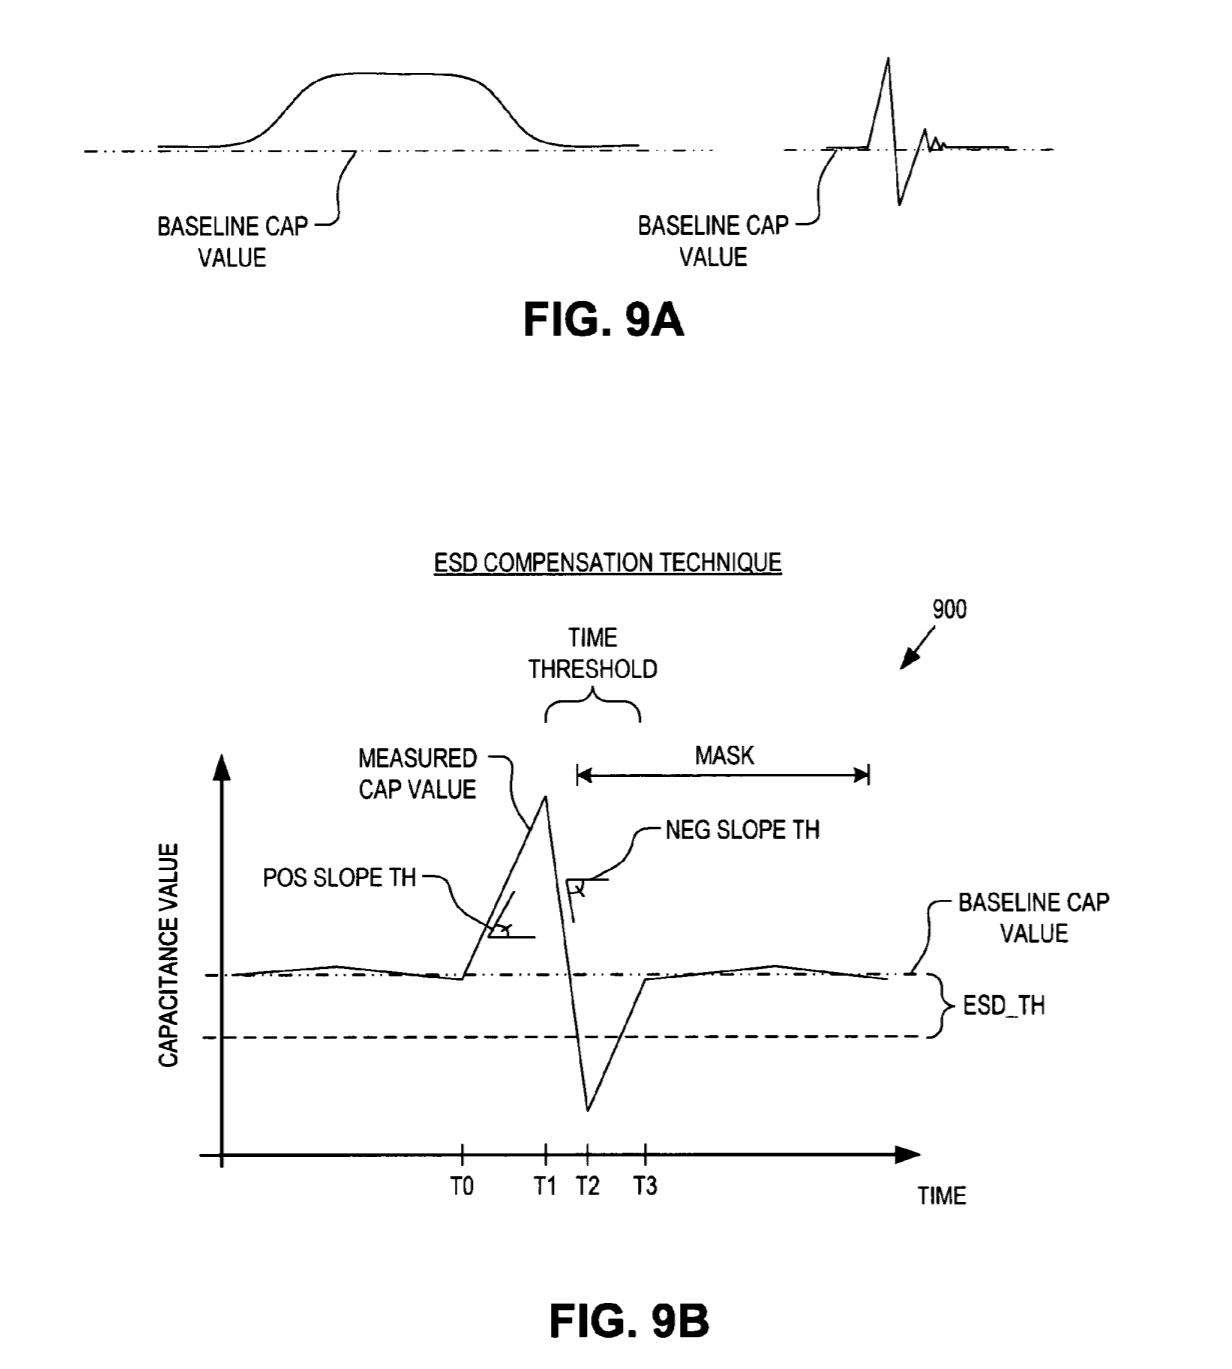 BASELINE CAP
VALUE
BASELINE CAP
VALUE
FIG. 9A
ESD COMPENSATION TECHNIQUE
900
TIME
THRESHOLD
MEASURED
CAP VALUE
MASK
NEG SLOPE TH
POS SLOPE TH
BASELINE CAP
VALUE
ESD_TH
CAPACITANCE VALUE
T0 T1 T2 T3
TIME
FIG. 9B